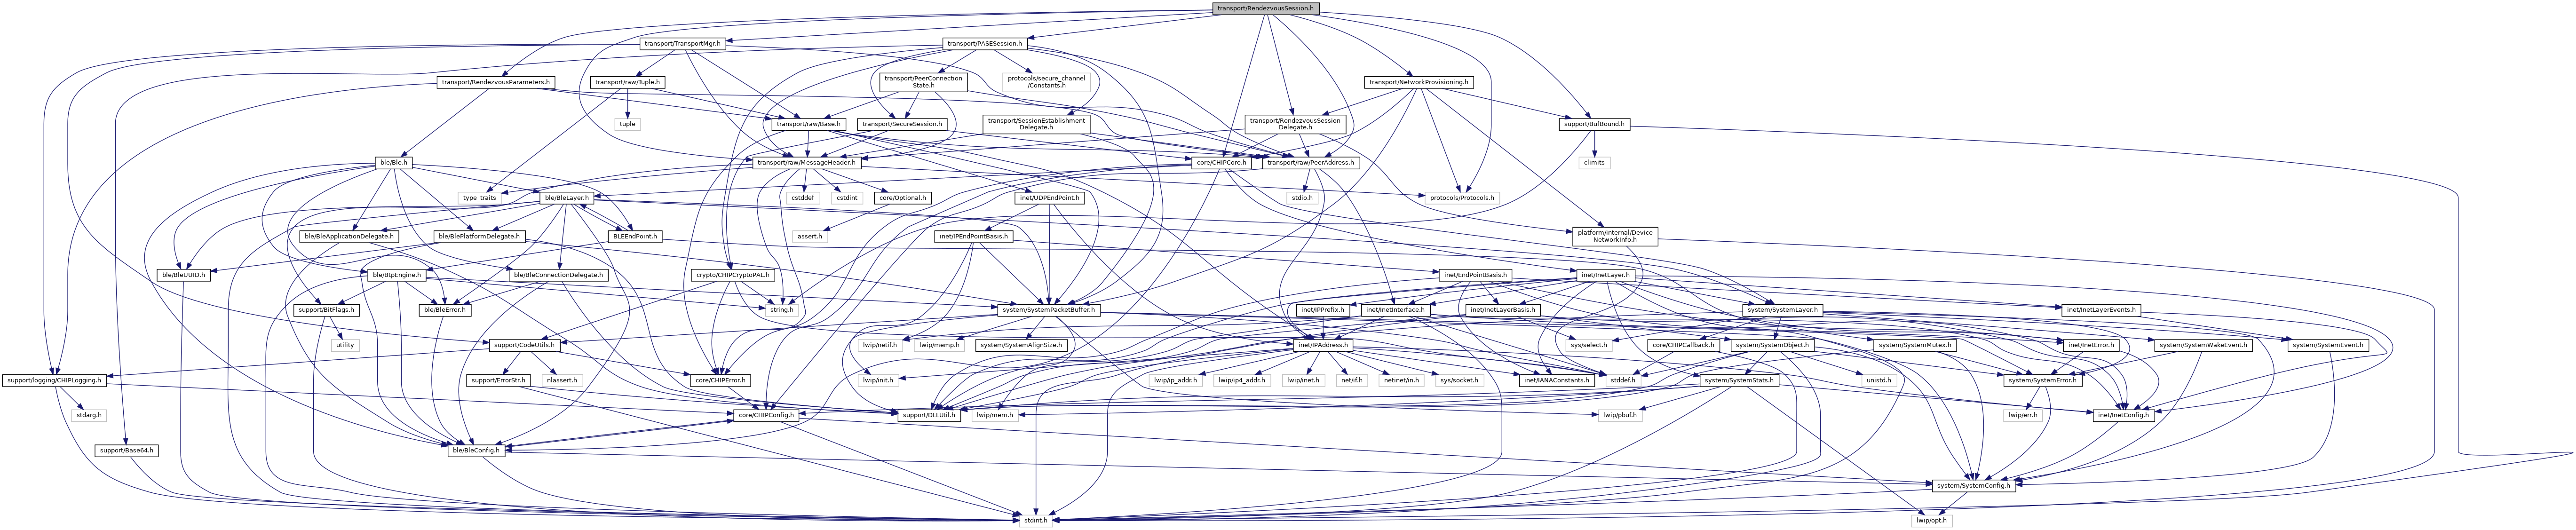 transport/RendezvousSession.h
transport/TransportMgr.h
transport/PASESession.h
transport/RendezvousParameters.h
transport/raw/Tuple.h
transport/PeerConnection
State.h
protocols/secure_channel
/Constants.h
transport/NetworkProvisioning.h
tuple
transport/raw/Base.h
transport/SecureSession.h
transport/SessionEstablishment
Delegate.h
transport/RendezvousSession
Delegate.h
support/BufBound.h
ble/Ble.h
transport/raw/MessageHeader.h
core/CHIPCore.h
transport/raw/PeerAddress.h
climits
type_traits
ble/BleLayer.h
cstddef
cstdint
core/Optional.h
inet/UDPEndPoint.h
stdio.h
protocols/Protocols.h
ble/BleApplicationDelegate.h
ble/BlePlatformDelegate.h
BLEEndPoint.h
assert.h
inet/IPEndPointBasis.h
platform/internal/Device
NetworkInfo.h
ble/BleUUID.h
ble/BtpEngine.h
ble/BleConnectionDelegate.h
crypto/CHIPCryptoPAL.h
inet/EndPointBasis.h
inet/InetLayer.h
support/BitFlags.h
ble/BleError.h
string.h
system/SystemPacketBuffer.h
inet/IPPrefix.h
inet/InetInterface.h
inet/InetLayerBasis.h
system/SystemLayer.h
inet/InetLayerEvents.h
utility
support/CodeUtils.h
lwip/netif.h
lwip/memp.h
system/SystemAlignSize.h
inet/IPAddress.h
sys/select.h
core/CHIPCallback.h
system/SystemObject.h
system/SystemMutex.h
inet/InetError.h
system/SystemWakeEvent.h
system/SystemEvent.h
support/logging/CHIPLogging.h
support/ErrorStr.h
nlassert.h
core/CHIPError.h
lwip/init.h
lwip/ip_addr.h
lwip/ip4_addr.h
lwip/inet.h
net/if.h
netinet/in.h
sys/socket.h
inet/IANAConstants.h
stddef.h
system/SystemStats.h
unistd.h
system/SystemError.h
stdarg.h
core/CHIPConfig.h
support/DLLUtil.h
lwip/mem.h
lwip/pbuf.h
lwip/err.h
inet/InetConfig.h
support/Base64.h
ble/BleConfig.h
system/SystemConfig.h
stdint.h
lwip/opt.h